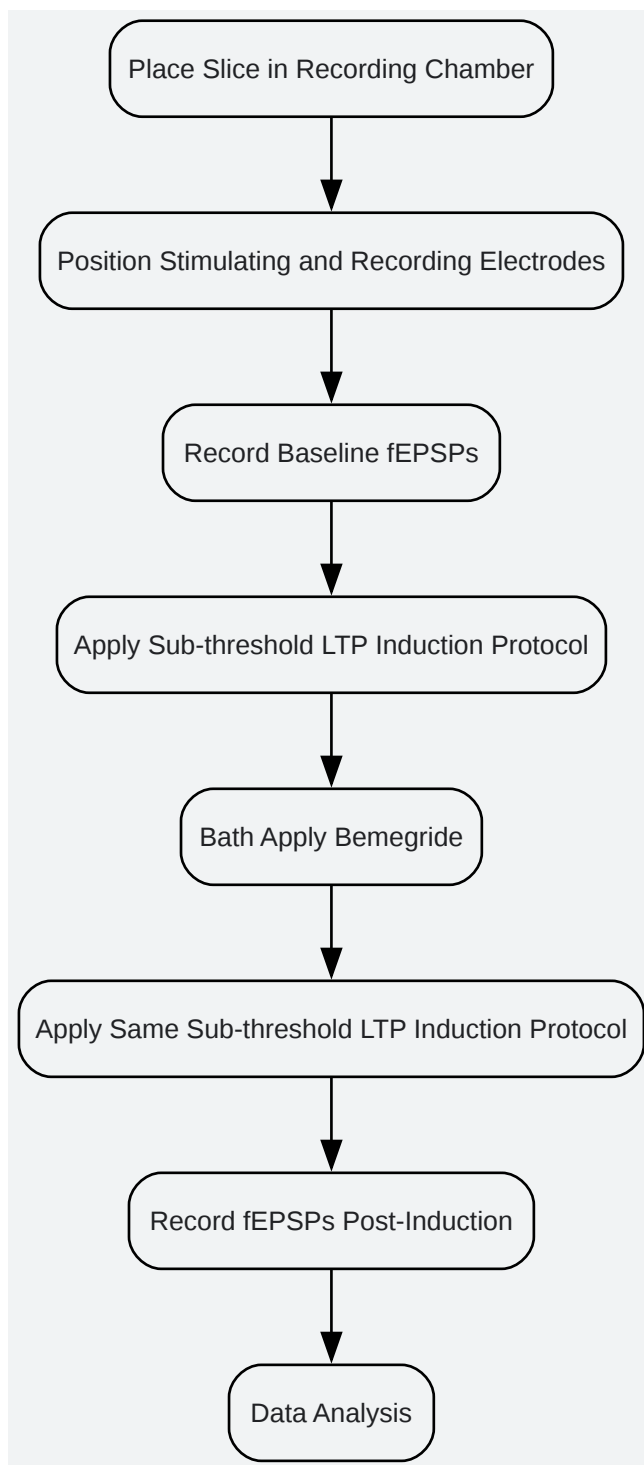 Place Slice in Recording Chamber
Position Stimulating and Recording Electrodes
Record Baseline fEPSPs
Apply Sub-threshold LTP Induction Protocol
Bath Apply Bemegride
Apply Same Sub-threshold LTP Induction Protocol
Record fEPSPs Post-Induction
Data Analysis